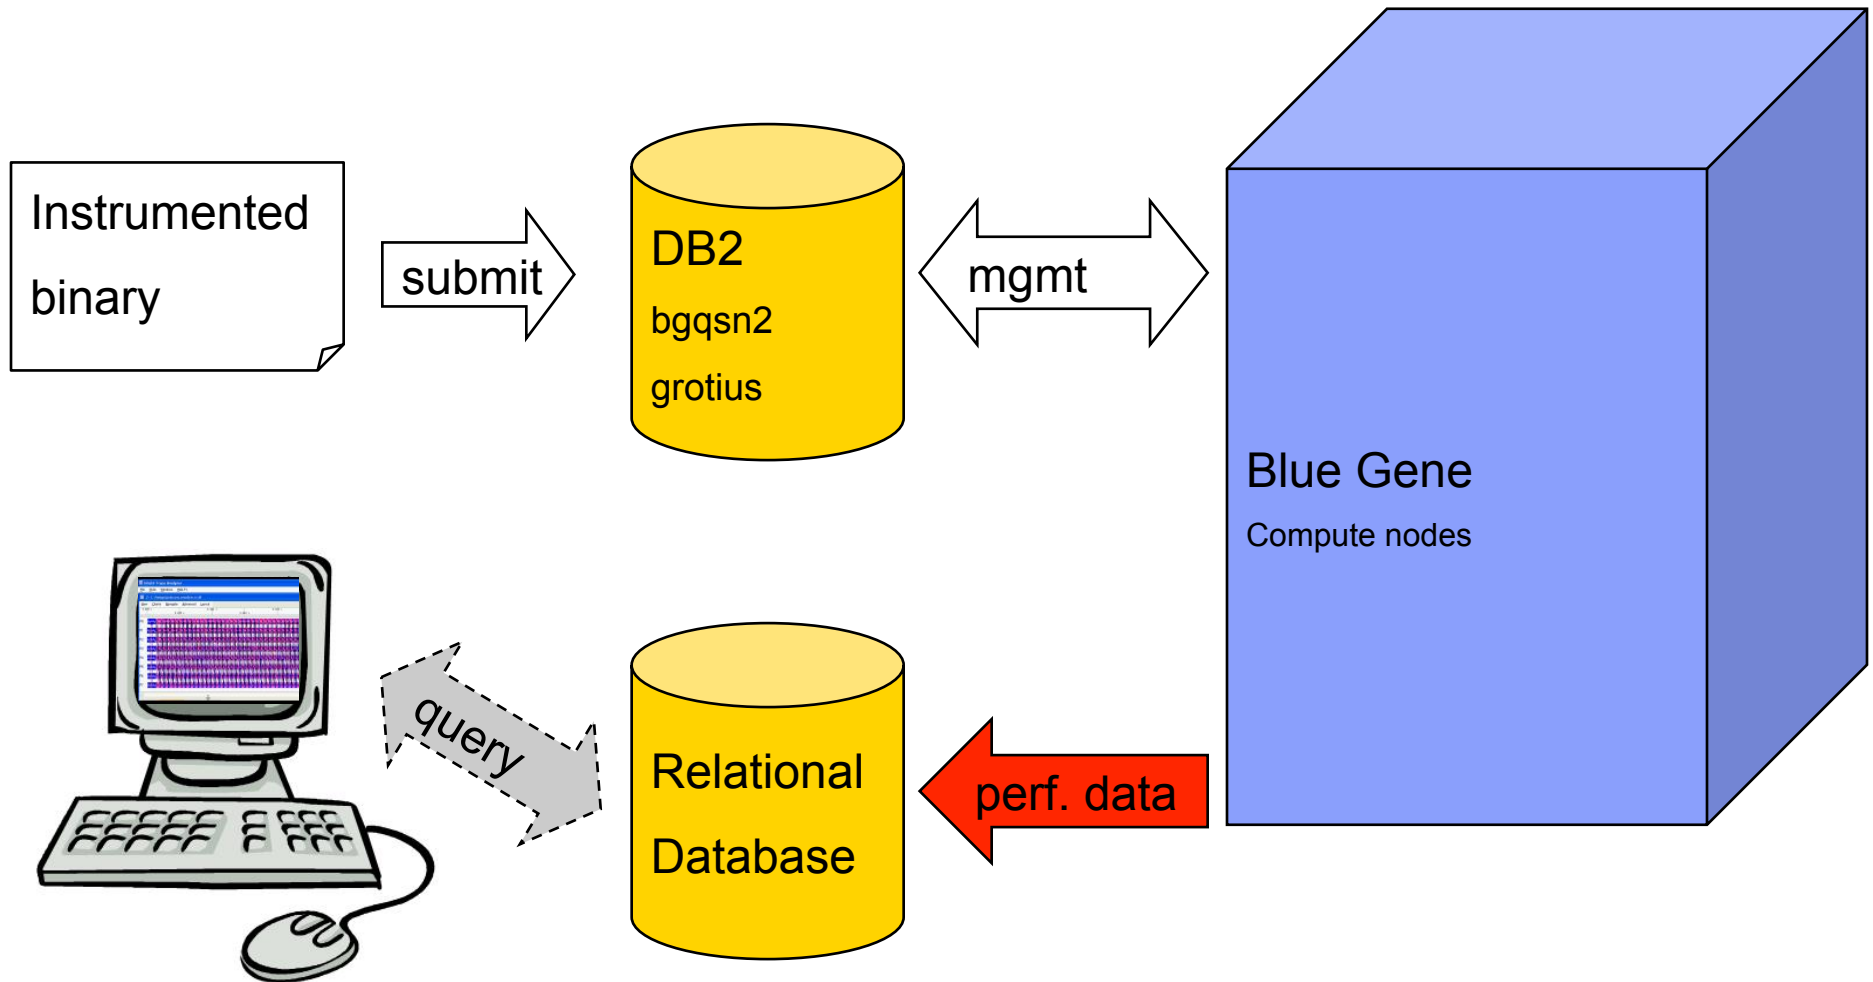 Instrumented
binary
submit
DB2
bgqsn2
grotius
mgmt
Blue Gene
Compute nodes
query
Relational
Database
perf. data